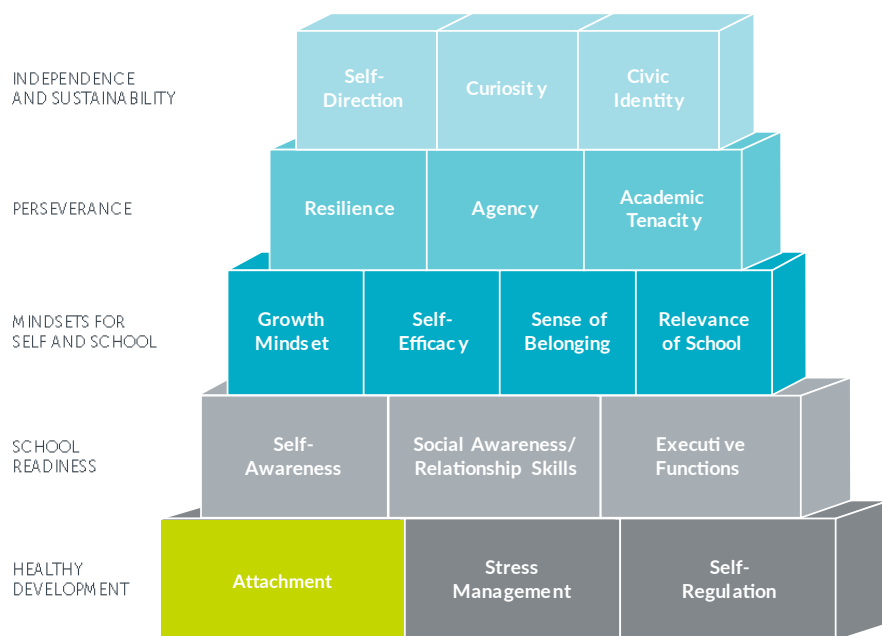 INDEPENDENCE
AND SUSTAINABILITY
Self-
Direction
Curiosity
Civic
Identity
PERSEVERANCE
Resilience
Agency
Academic
Tenacity
MINDSETS FOR
SELF AND SCHOOL
Growth
Mindset
Self-
Efficacy
Sense of
Belonging
Relevance
of School
SCHOOL
READINESS
Self-
Awareness
Social Awareness/
Relationship Skills
Executive
Functions
HEALTHY
DEVELOPMENT
Attachment
Stress
Management
Self-
Regulation